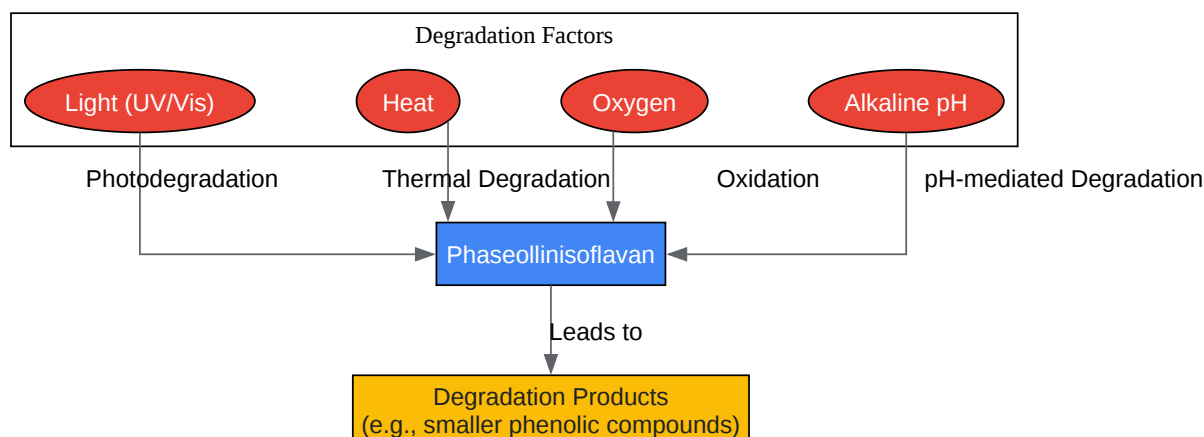 Degradation Factors
Light (UV/Vis)
Heat
Oxygen
Alkaline pH
Photodegradation
Thermal Degradation
Oxidation
pH-mediated Degradation
Phaseollinisoflavan
Leads to
Degradation Products
(e.g., smaller phenolic compounds)